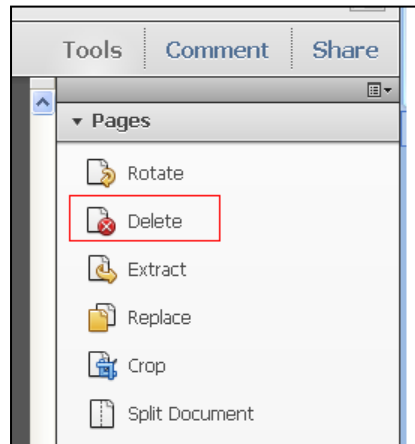 Tools Comment Share
Pages
Rotate
Delete
Extract
Replace
Crop
Split Document